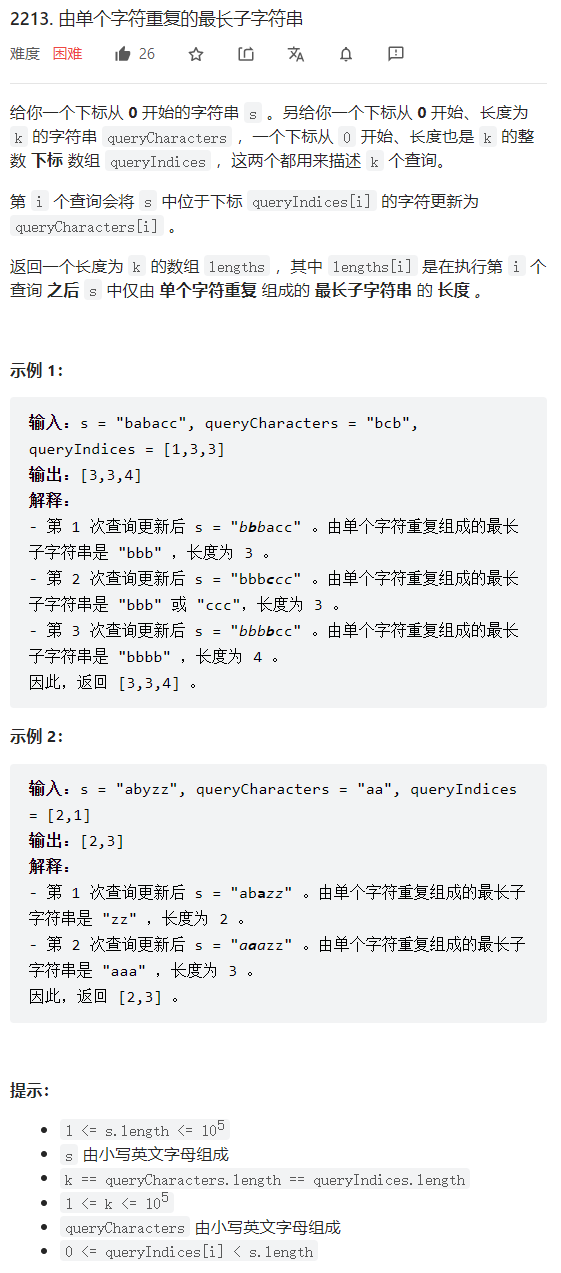 2213. 由单个字符重复的最长子字符串
难度 困难 26
给你一个下标从 0 开始的字符串 s 。另给你一个下标从 0 开始、长度为
k 的字符串 queryCharacters ，一个下标从 0 开始、长度也是 k 的整
数 下标 数组 queryIndices ，这两个都用来描述 k 个查询。
第 i 个查询会将 s 中位于下标 queryIndices[i] 的字符更新为
queryCharacters[i] 。
返回一个长度为 k 的数组 lengths ，其中 lengths[i] 是在执行第 i 个
查询 之后 s 中仅由 单个字符重复 组成的 最长子字符串 的 长度 。
示例 1：
输入：s = "babacc", queryCharacters = "bcb",
queryIndices = [1,3,3]
输出：[3,3,4]
解释：
- 第 1 次查询更新后 s = "bbbacc" 。由单个字符重复组成的最长
子字符串是 "bbb" ，长度为 3 。
- 第 2 次查询更新后 s = "bbbccc" 。由单个字符重复组成的最长
子字符串是 "bbb" 或 "ccc"，长度为 3 。
- 第 3 次查询更新后 s = "bbbbcc" 。由单个字符重复组成的最长
子字符串是 "bbbb" ，长度为 4 。
因此，返回 [3,3,4] 。
示例 2：
输入：s = "abyzz", queryCharacters = "aa", queryIndices
= [2,1]
输出：[2,3]
解释：
- 第 1 次查询更新后 s = "abazz" 。由单个字符重复组成的最长子
字符串是 "zz" ，长度为 2 。
- 第 2 次查询更新后 s = "aaazz" 。由单个字符重复组成的最长子
字符串是 "aaa" ，长度为 3 。
因此，返回 [2,3] 。
提示：
• 1 <= s.length <= 10⁵
• s 由小写英文字母组成
• k == queryCharacters.length == queryIndices.length
• 1 <= k <= 10⁵
• queryCharacters 由小写英文字母组成
• 0 <= queryIndices[i] < s.length